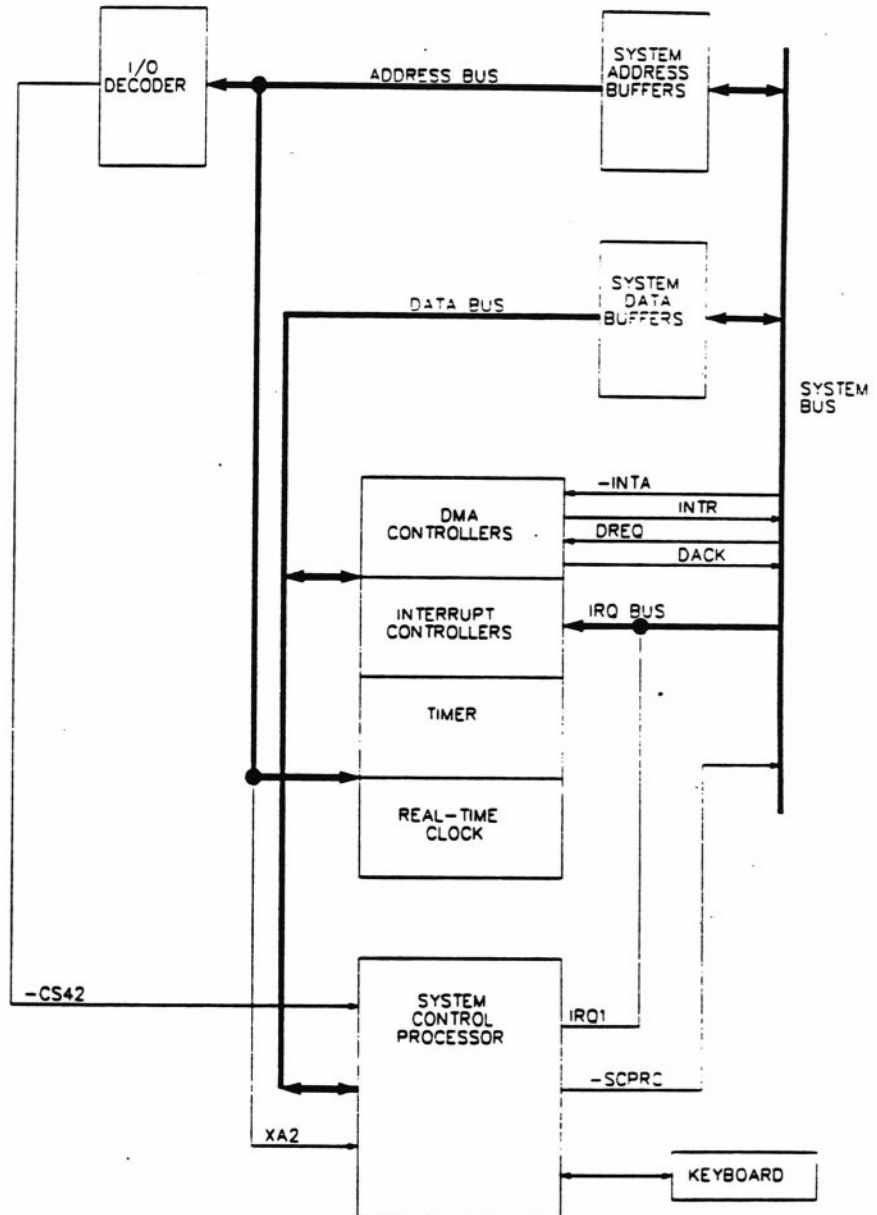 I/O
DECODER
ADDRESS BUS
SYSTEM
ADDRESS
BUFFERS
DATA BUS
SYSTEM
DATA
BUFFERS
SYSTEM
BUS
DMA
CONTROLLERS
-INTA
INTR
DREQ
DACK
INTERRUPT
CONTROLLERS
IRQ BUS
TIMER
REAL-TIME
CLOCK
-CS42
SYSTEM
CONTROL
PROCESSOR
IRQ1
-SCPRC
XA2
KEYBOARD